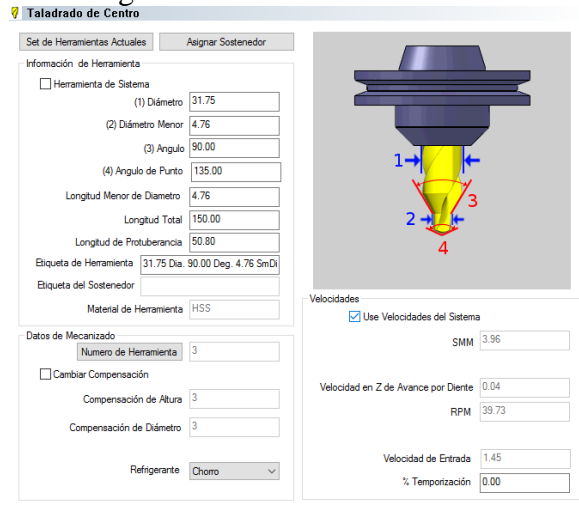 Taladrado de Centro
Set de Herramientas Actuales
Asignar Sostenedor
Información de Herramienta
Herramienta de Sistema
(1) Diámetro 31.75
(2) Diámetro Menor 4.76
(3) Angulo 90.00
(4) Angulo de Punto 135.00
Longitud Menor de Diametro 4.76
Longitud Total 150.00
Longitud de Protuberancia 50.80
Etiqueta de Herramienta 31.75 Dia. 90.00 Deg. 4.76 SmDi
Etiqueta del Sostenedor
Material de Herramienta HSS
Datos de Mecanizado
Numero de Herramienta 3
Cambiar Compensación
Compensación de Altura 3
Compensación de Diámetro 3
Refrigerante Chorro
1
2
3
4
Velocidades
Use Velocidades del Sistema
SMM 3.96
Velocidad en Z de Avance por Diente 0.04
RPM 39.73
Velocidad de Entrada 1.45
% Temporización 0.00